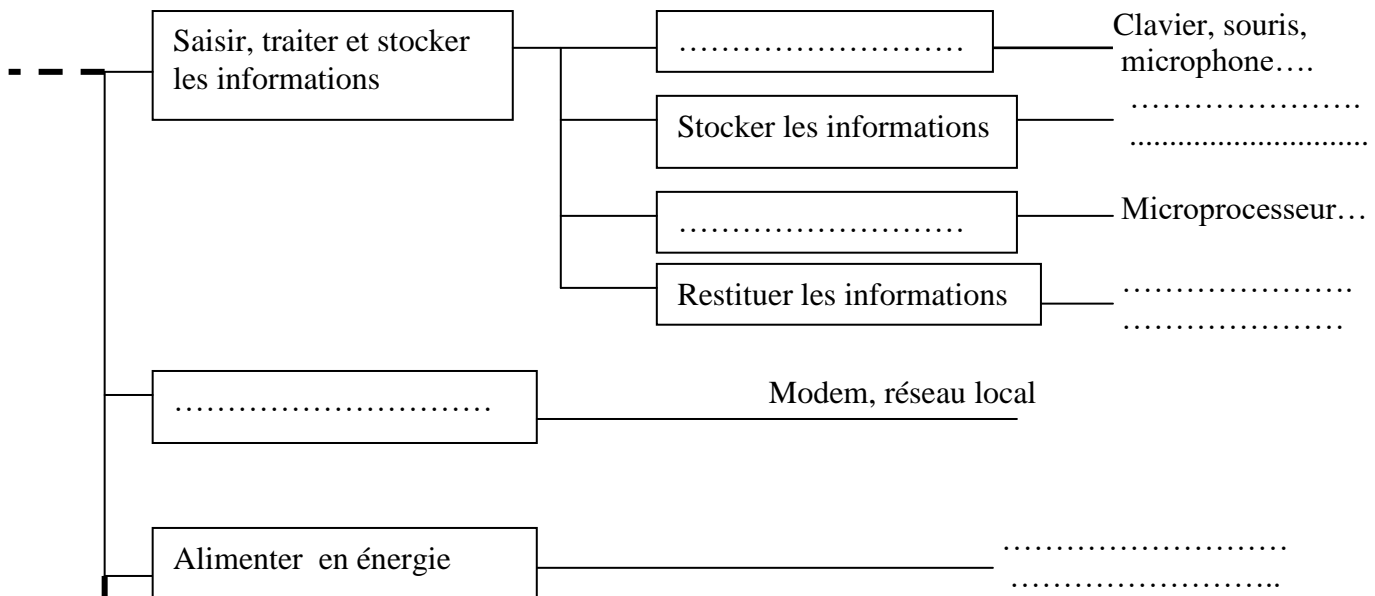 Saisir, traiter et stocker
les informations
………………………
Clavier, souris,
microphone….
Stocker les informations
………………….
..............................
………………………
Microprocesseur…
Restituer les informations
………………….
…………………
…………………………
Modem, réseau local
Alimenter en énergie
………………………
……………………..